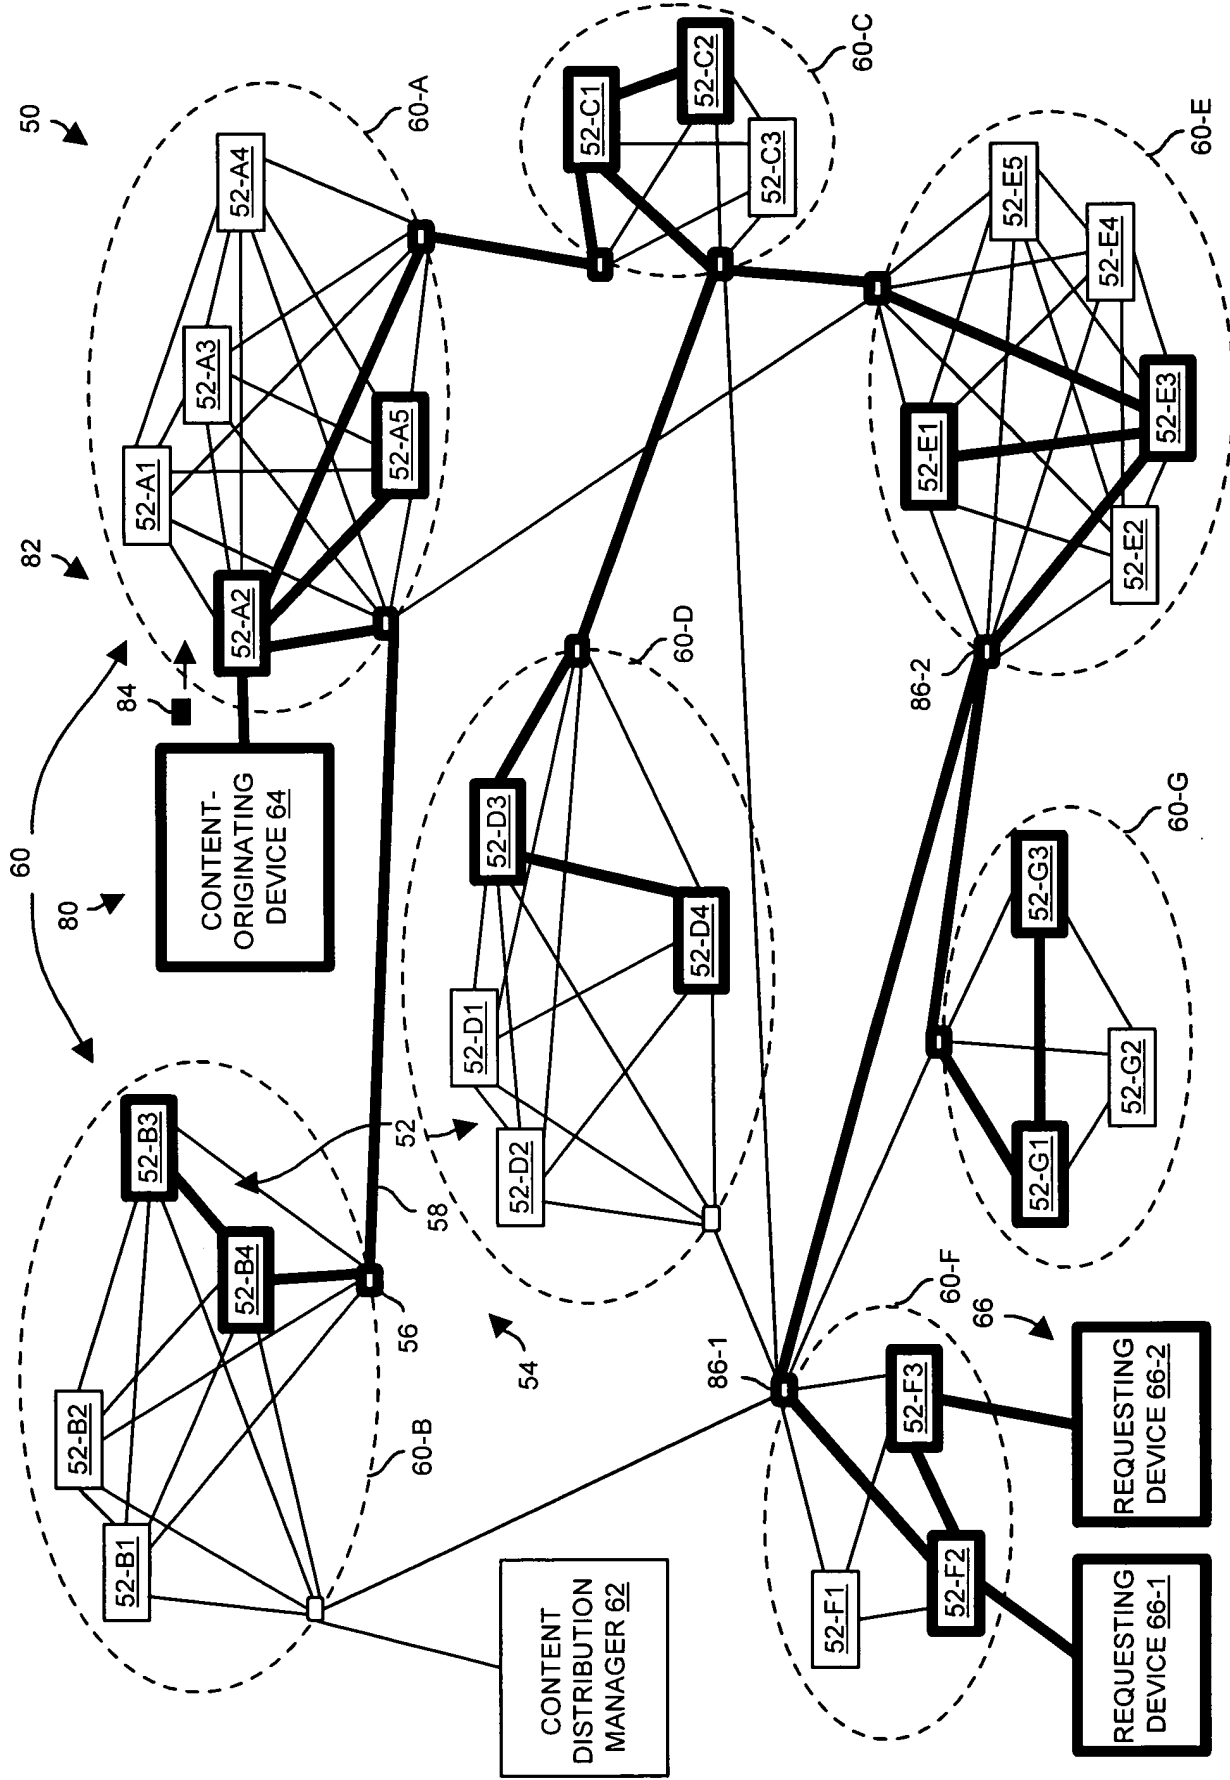 50
82
80
60
84
CONTENT-
ORIGINATING
DEVICE 64
60-A
52-A1
52-A2
52-A3
52-A4
52-A5
52-B1
52-B2
52-B3
52-B4
60-B
56
58
52
54
CONTENT
DISTRIBUTION
MANAGER 62
52-C1
52-C2
52-C3
60-C
52-D1
52-D2
52-D3
52-D4
60-D
52-E1
52-E2
52-E3
52-E4
52-E5
60-E
86-2
86-1
52-F1
52-F2
52-F3
60-F
52-G1
52-G2
52-G3
60-G
66
REQUESTING
DEVICE 66-1
REQUESTING
DEVICE 66-2